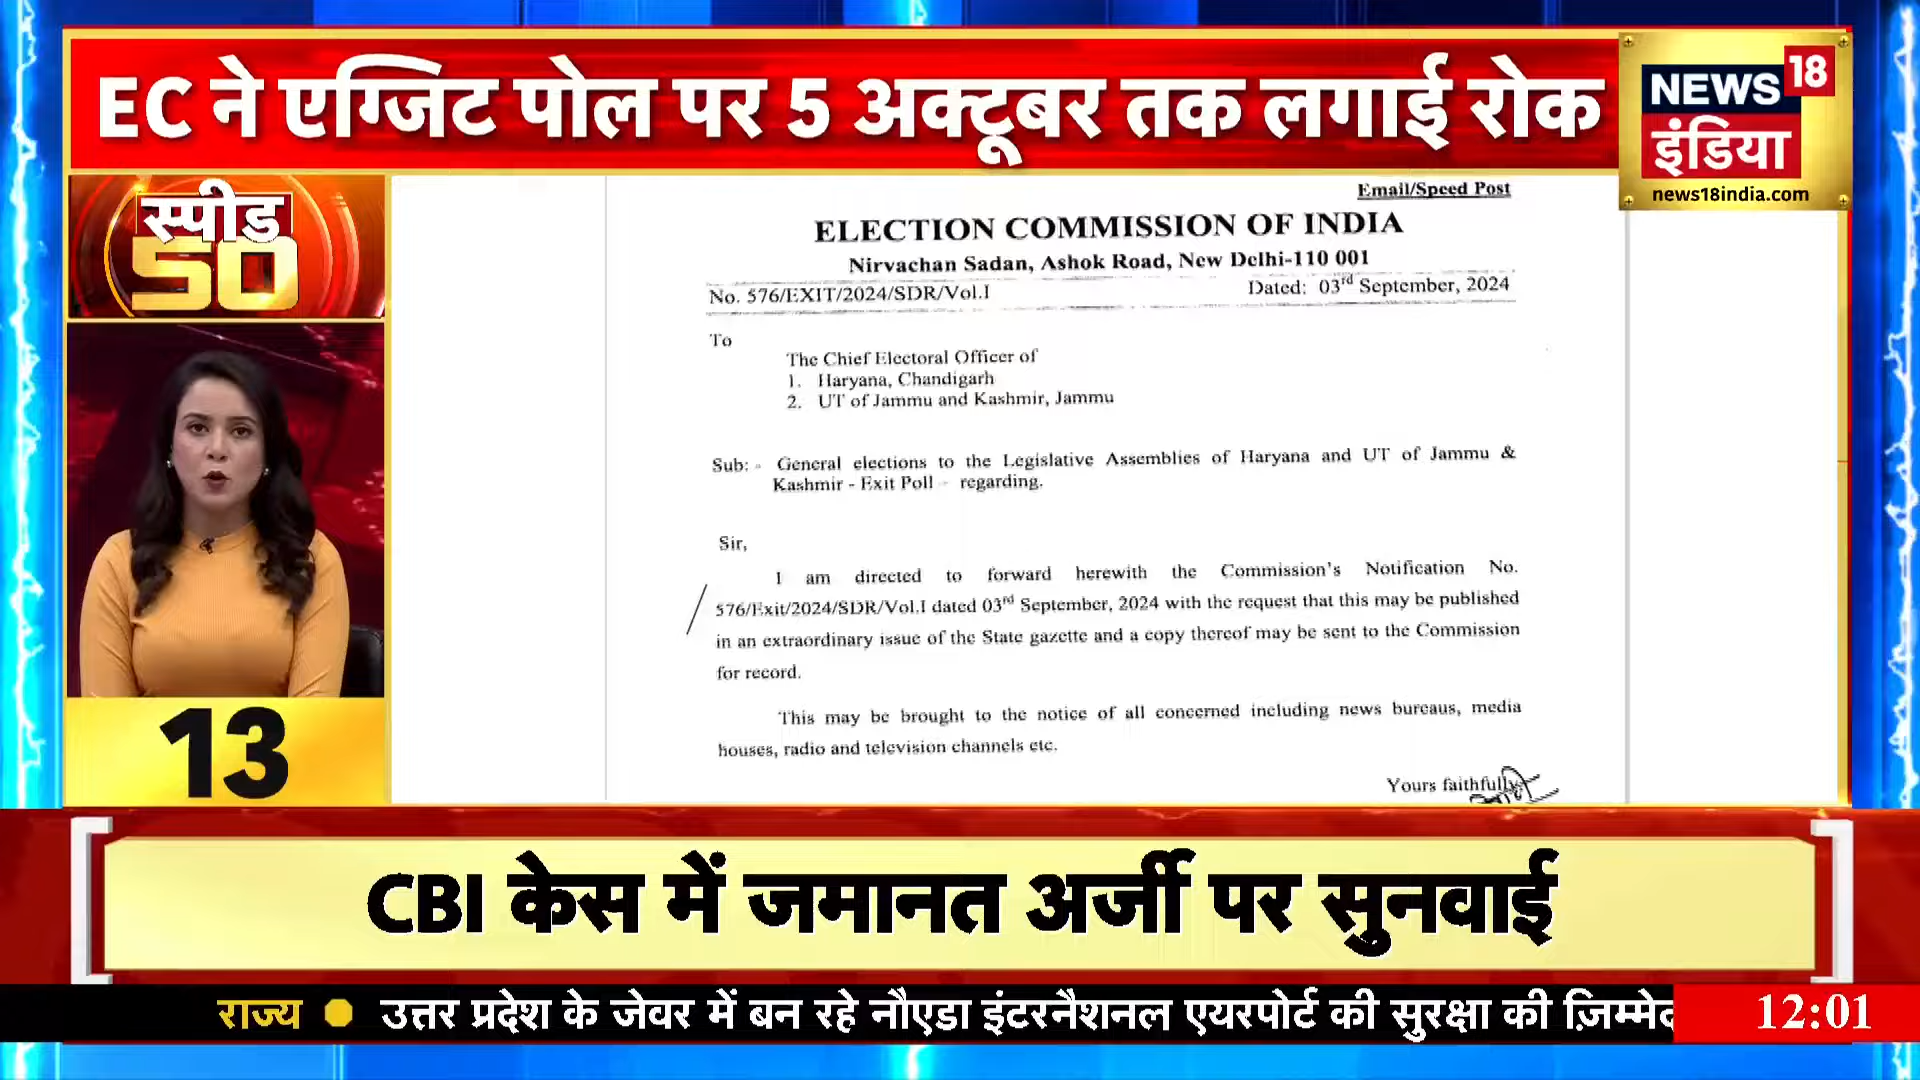 EC ने एग्जिट पोल पर 5 अक्टूबर तक लगाई रोक
NEWS 18
इंडिया
news18india.com
स्पीड
50
13
Email/Speed Post
ELECTION COMMISSION OF INDIA
Nirvachan Sadan, Ashok Road, New Delhi-110 001
No. 576/EXIT/2024/SDR/Vol.I Dated: 03rd September, 2024
To
The Chief Electoral Officer of
1. Haryana, Chandigarh
2. UT of Jammu and Kashmir, Jammu
Sub: - General elections to the Legislative Assemblies of Haryana and UT of Jammu &
Kashmir - Exit Poll - regarding.
Sir,
I am directed to forward herewith the Commission's Notification No.
576/Exit/2024/SDR/Vol.I dated 03rd September, 2024 with the request that this may be published
in an extraordinary issue of the State gazette and a copy thereof may be sent to the Commission
for record.
This may be brought to the notice of all concerned including news bureaus, media
houses, radio and television channels etc.
Yours faithfully
CBI केस में जमानत अर्जी पर सुनवाई
राज्य उत्तर प्रदेश के जेवर में बन रहे नौएडा इंटरनैशनल एयरपोर्ट की सुरक्षा की
12:01